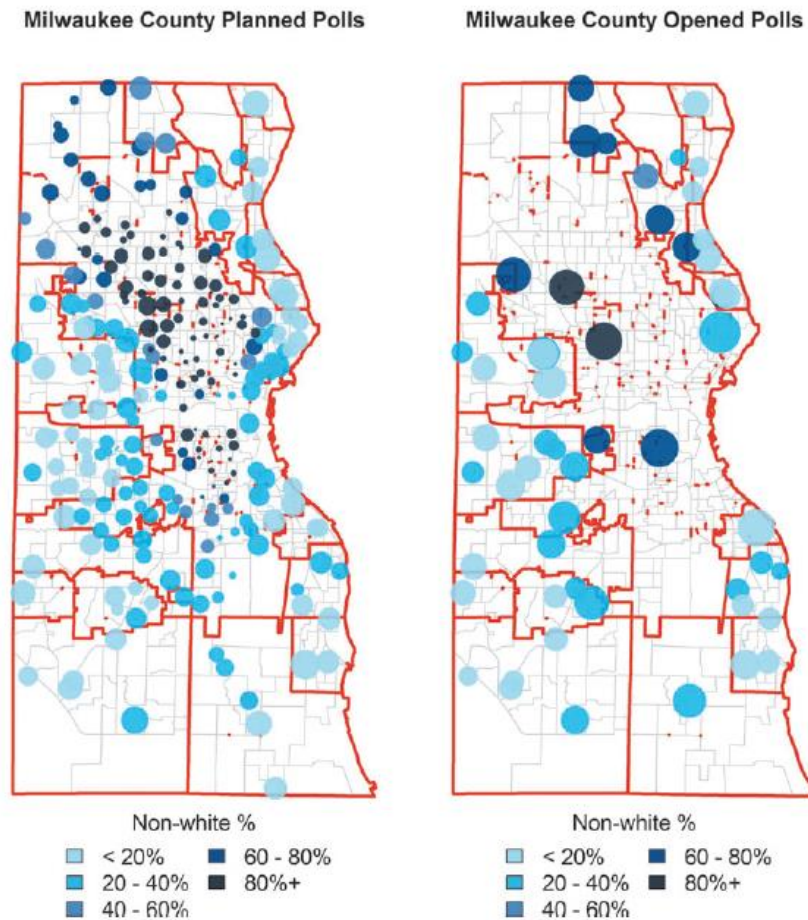 Milwaukee County Planned Polls
Milwaukee County Opened Polls
Non-white %
< 20%
60 - 80%
20 - 40%
80%+
40 - 60%
Non-white %
< 20%
60 - 80%
20 - 40%
80%+
40 - 60%